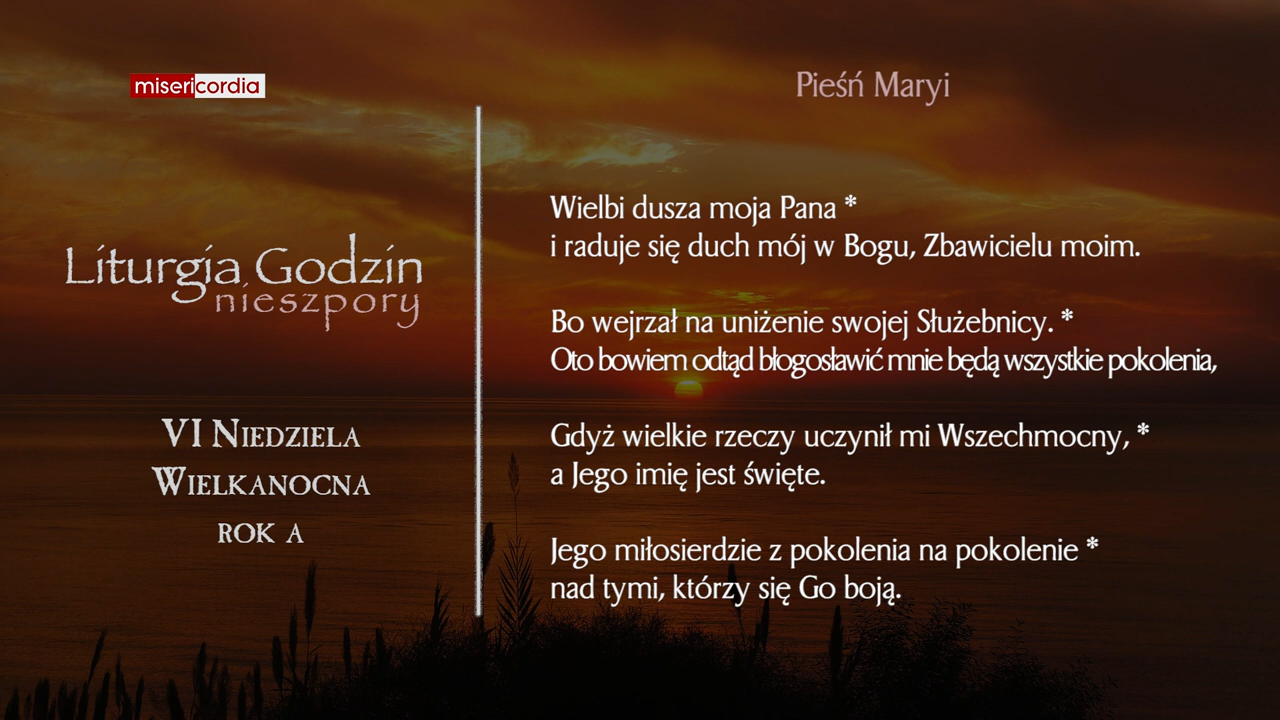 misericordia
Liturgia Godzin
nieszpory
VI Niedziela
Wielkanocna
rok a
Pieśń Maryi
Wielbi dusza moja Pana *
i raduje się duch mój w Bogu, Zbawicielu moim.
Bo wejrzał na uniżenie swojej Służebnicy. *
Oto bowiem odtąd błogosławić mnie będą wszystkie pokolenia,
Gdyż wielkie rzeczy uczynił mi Wszechmocny, *
a Jego imię jest święte.
Jego miłosierdzie z pokolenia na pokolenie *
nad tymi, którzy się Go boją.